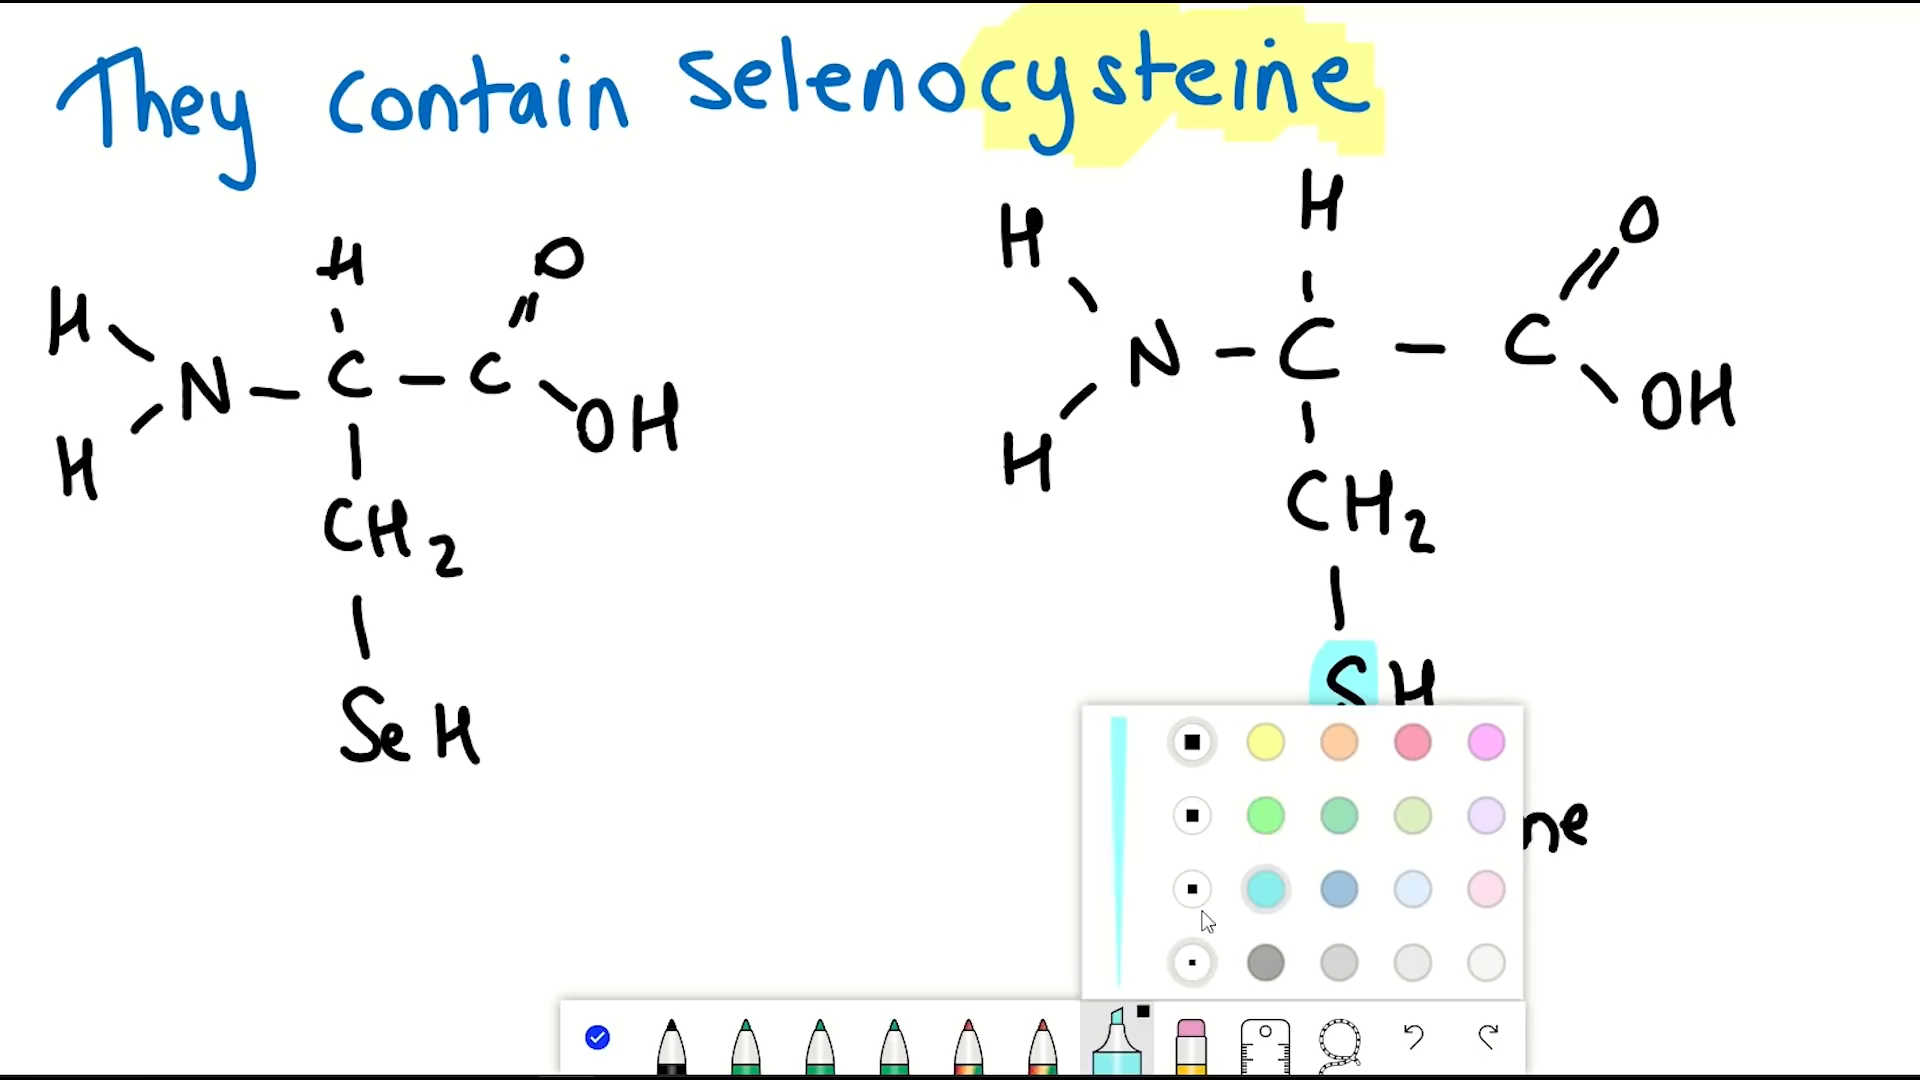 They contain selenocysteine
H
H
O
H
N - C - C
OH
H
CH2
SeH
H
H
O
N - C - C
OH
H
CH2
SH
ne